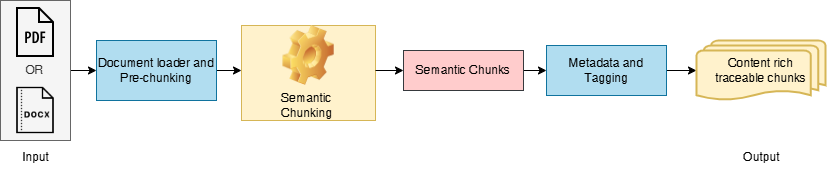 PDF
OR
DOCX
Input
Document loader and
Pre-chunking
Semantic
Chunking
Semantic Chunks
Metadata and
Tagging
Content rich
traceable chunks
Output